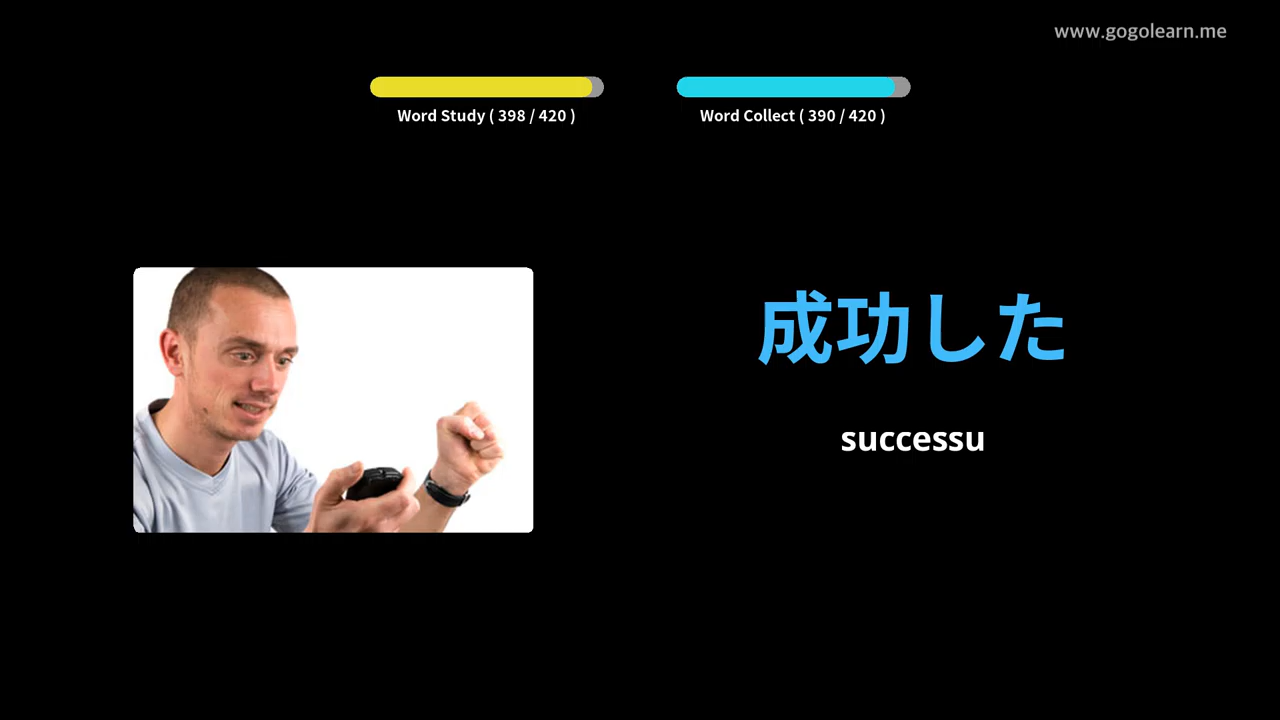 www.gogolearn.me
Word Study ( 398 / 420 )
Word Collect ( 390 / 420 )
成功した
successu